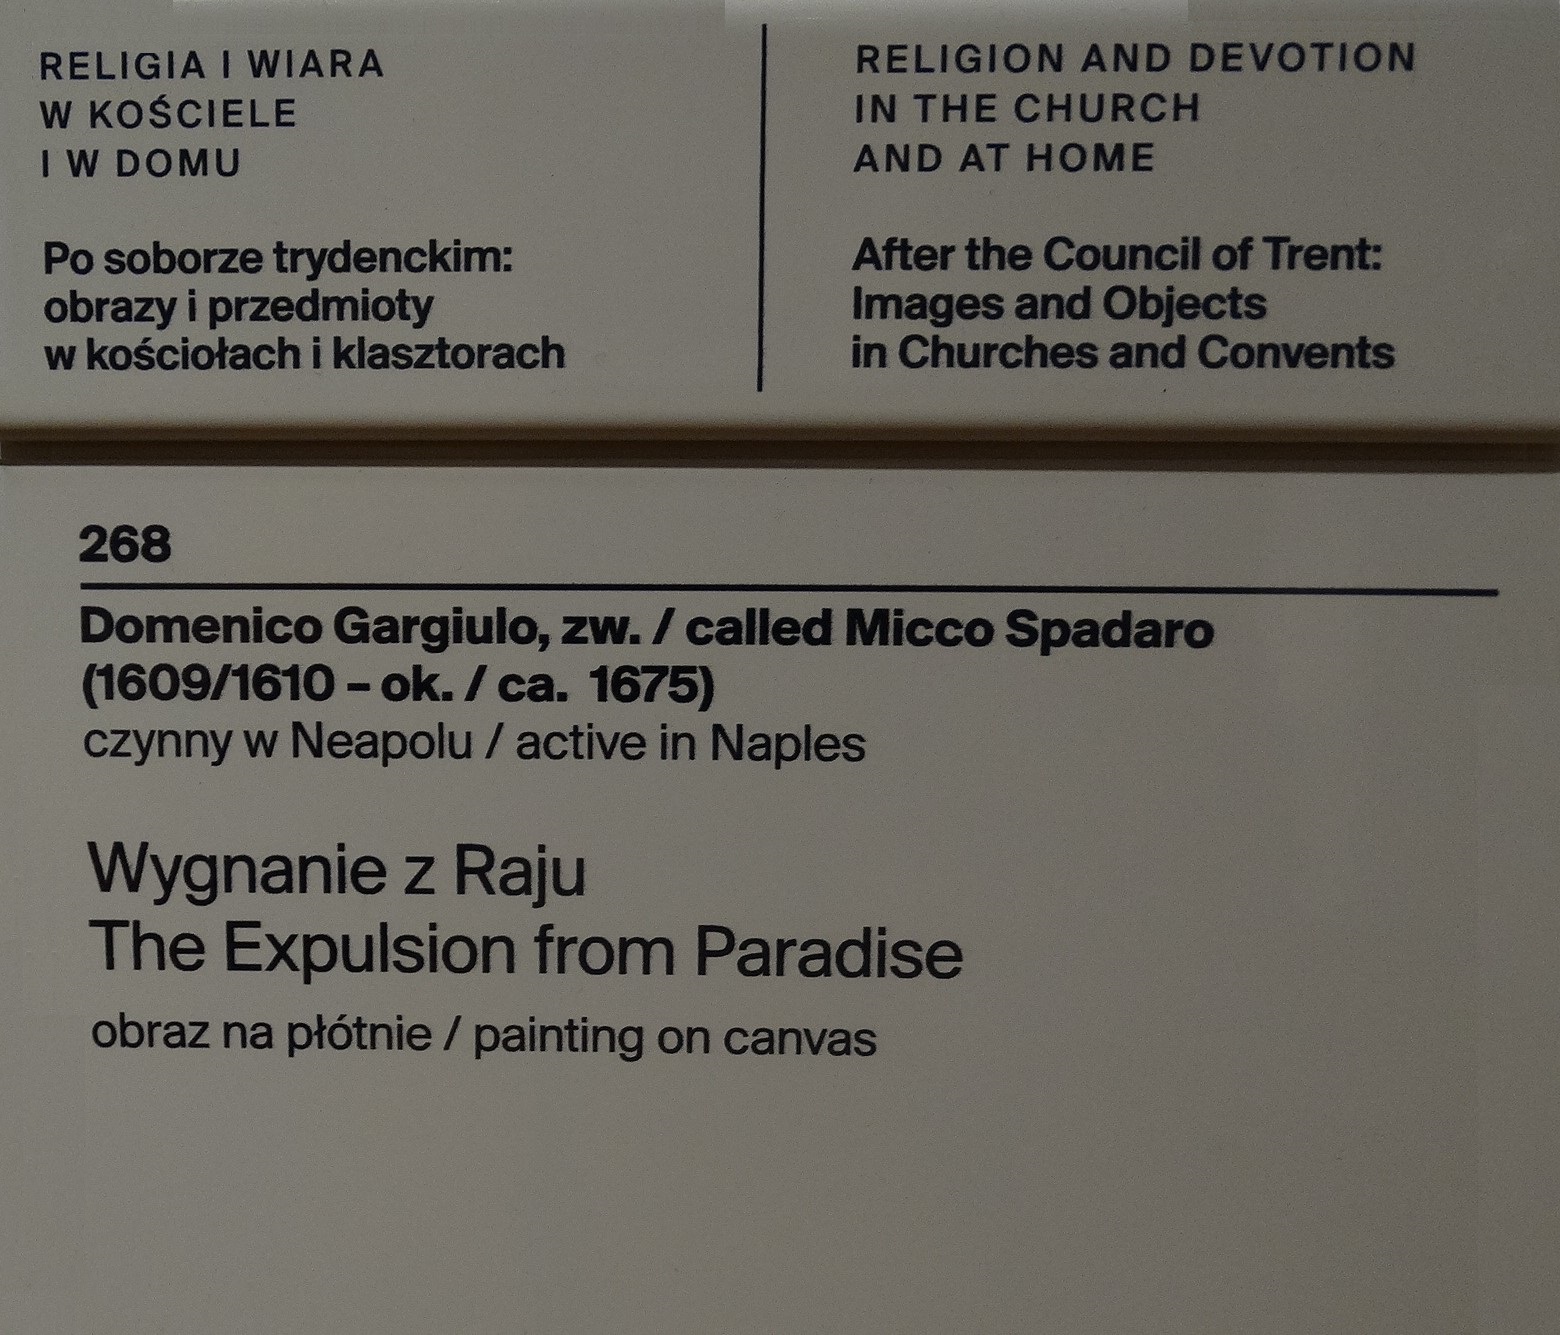 RELIGIA I WIARA
W KOŚCIELE
I W DOMU
Po soborze trydenckim:
obrazy i przedmioty
w kościołach i klasztorach
RELIGION AND DEVOTION
IN THE CHURCH
AND AT HOME
After the Council of Trent:
Images and Objects
in Churches and Convents
268
Domenico Gargiulo, zw. / called Micco Spadaro
(1609/1610 – ok. / ca. 1675)
czynny w Neapolu / active in Naples
Wygnanie z Raju
The Expulsion from Paradise
obraz na płótnie / painting on canvas